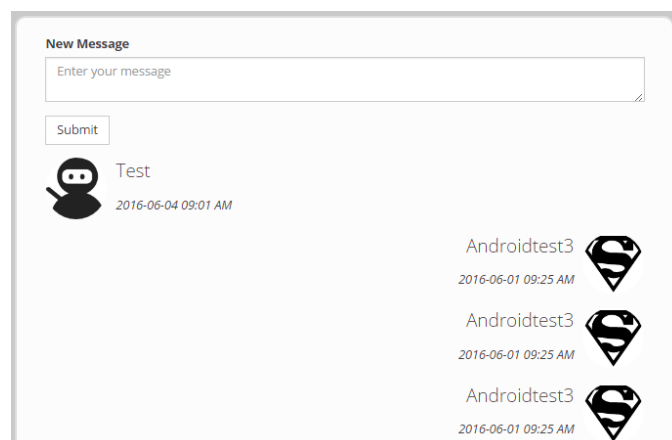 New Message
Enter your message
Submit
Test
2016-06-04 09:01 AM
Androidtest3
2016-06-01 09:25 AM
Androidtest3
2016-06-01 09:25 AM
Androidtest3
2016-06-01 09:25 AM